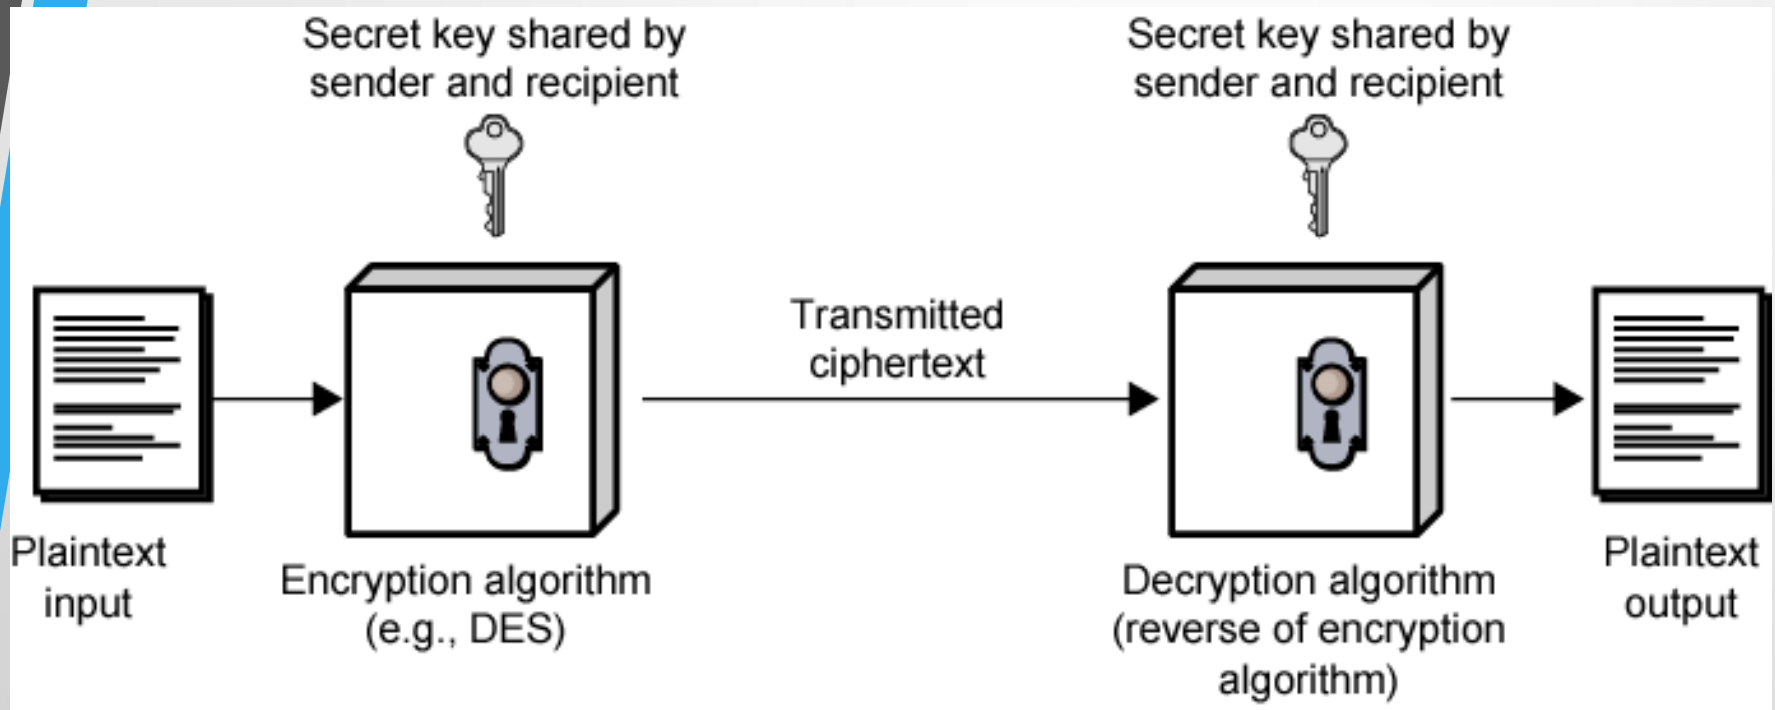 Secret key shared by
sender and recipient
Secret key shared by
sender and recipient
Transmitted
ciphertext
Plaintext
input
Encryption algorithm
(e.g., DES)
Decryption algorithm
(reverse of encryption
algorithm)
Plaintext
output